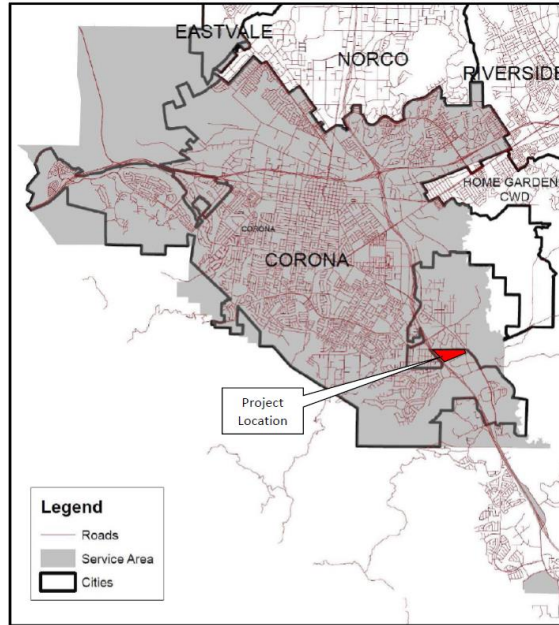 EASTVALE
NORCO
RIVERSIDE
HOME GARDEN
CWD
CORONA
CORONA
Project
Location
Legend
Roads
Service Area
Cities